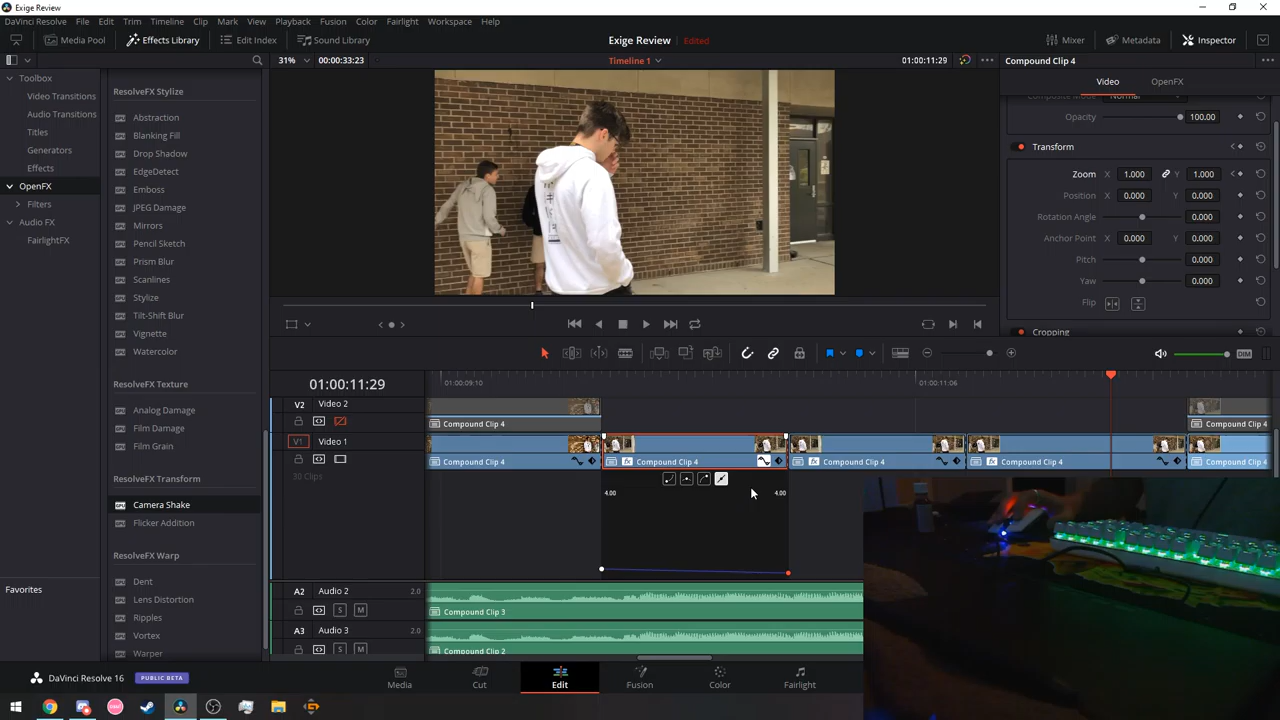 Exige Review
DaVinci Resolve File Edit Trim Timeline Clip Mark View Playback Fusion Color Fairlight Workspace Help
Media Pool Effects Library Edit Index Sound Library Exige Review Edited Mixer Metadata Inspector
31% 00:00:33:23 Timeline 1 01:00:11:29 Compound Clip 4
Toolbox
Video Transitions
Audio Transitions
Titles
Generators
Effects
OpenFX
Filters
Audio FX
FairlightFX
Favorites
ResolveFX Stylize
Abstraction
Blanking Fill
Drop Shadow
EdgeDetect
Emboss
JPEG Damage
Mirrors
Pencil Sketch
Prism Blur
Scanlines
Stylize
Tilt-Shift Blur
Vignette
Watercolor
ResolveFX Texture
Analog Damage
Film Damage
Film Grain
ResolveFX Transform
Camera Shake
Flicker Addition
ResolveFX Warp
Dent
Lens Distortion
Ripples
Vortex
Warper
Video OpenFX
Composite Mode Normal
Opacity 100.00
Transform
Zoom X 1.000 Y 1.000
Position X 0.000 Y 0.000
Rotation Angle 0.000
Anchor Point X 0.000 Y 0.000
Pitch 0.000
Yaw 0.000
Flip
Cropping
DIM
01:00:11:29 01:00:09:10 01:00:11:06
V2 Video 2
Compound Clip 4 Compound Clip 4
V1 Video 1
Compound Clip 4 Compound Clip 4 Compound Clip 4 Compound Clip 4 Compound Clip 4
30 Clips
4.00 4.00
A2 Audio 2 2.0
S M Compound Clip 3
A3 Audio 3 2.0
S M Compound Clip 2
DaVinci Resolve 16 PUBLIC BETA
Media Cut Edit Fusion Color Fairlight